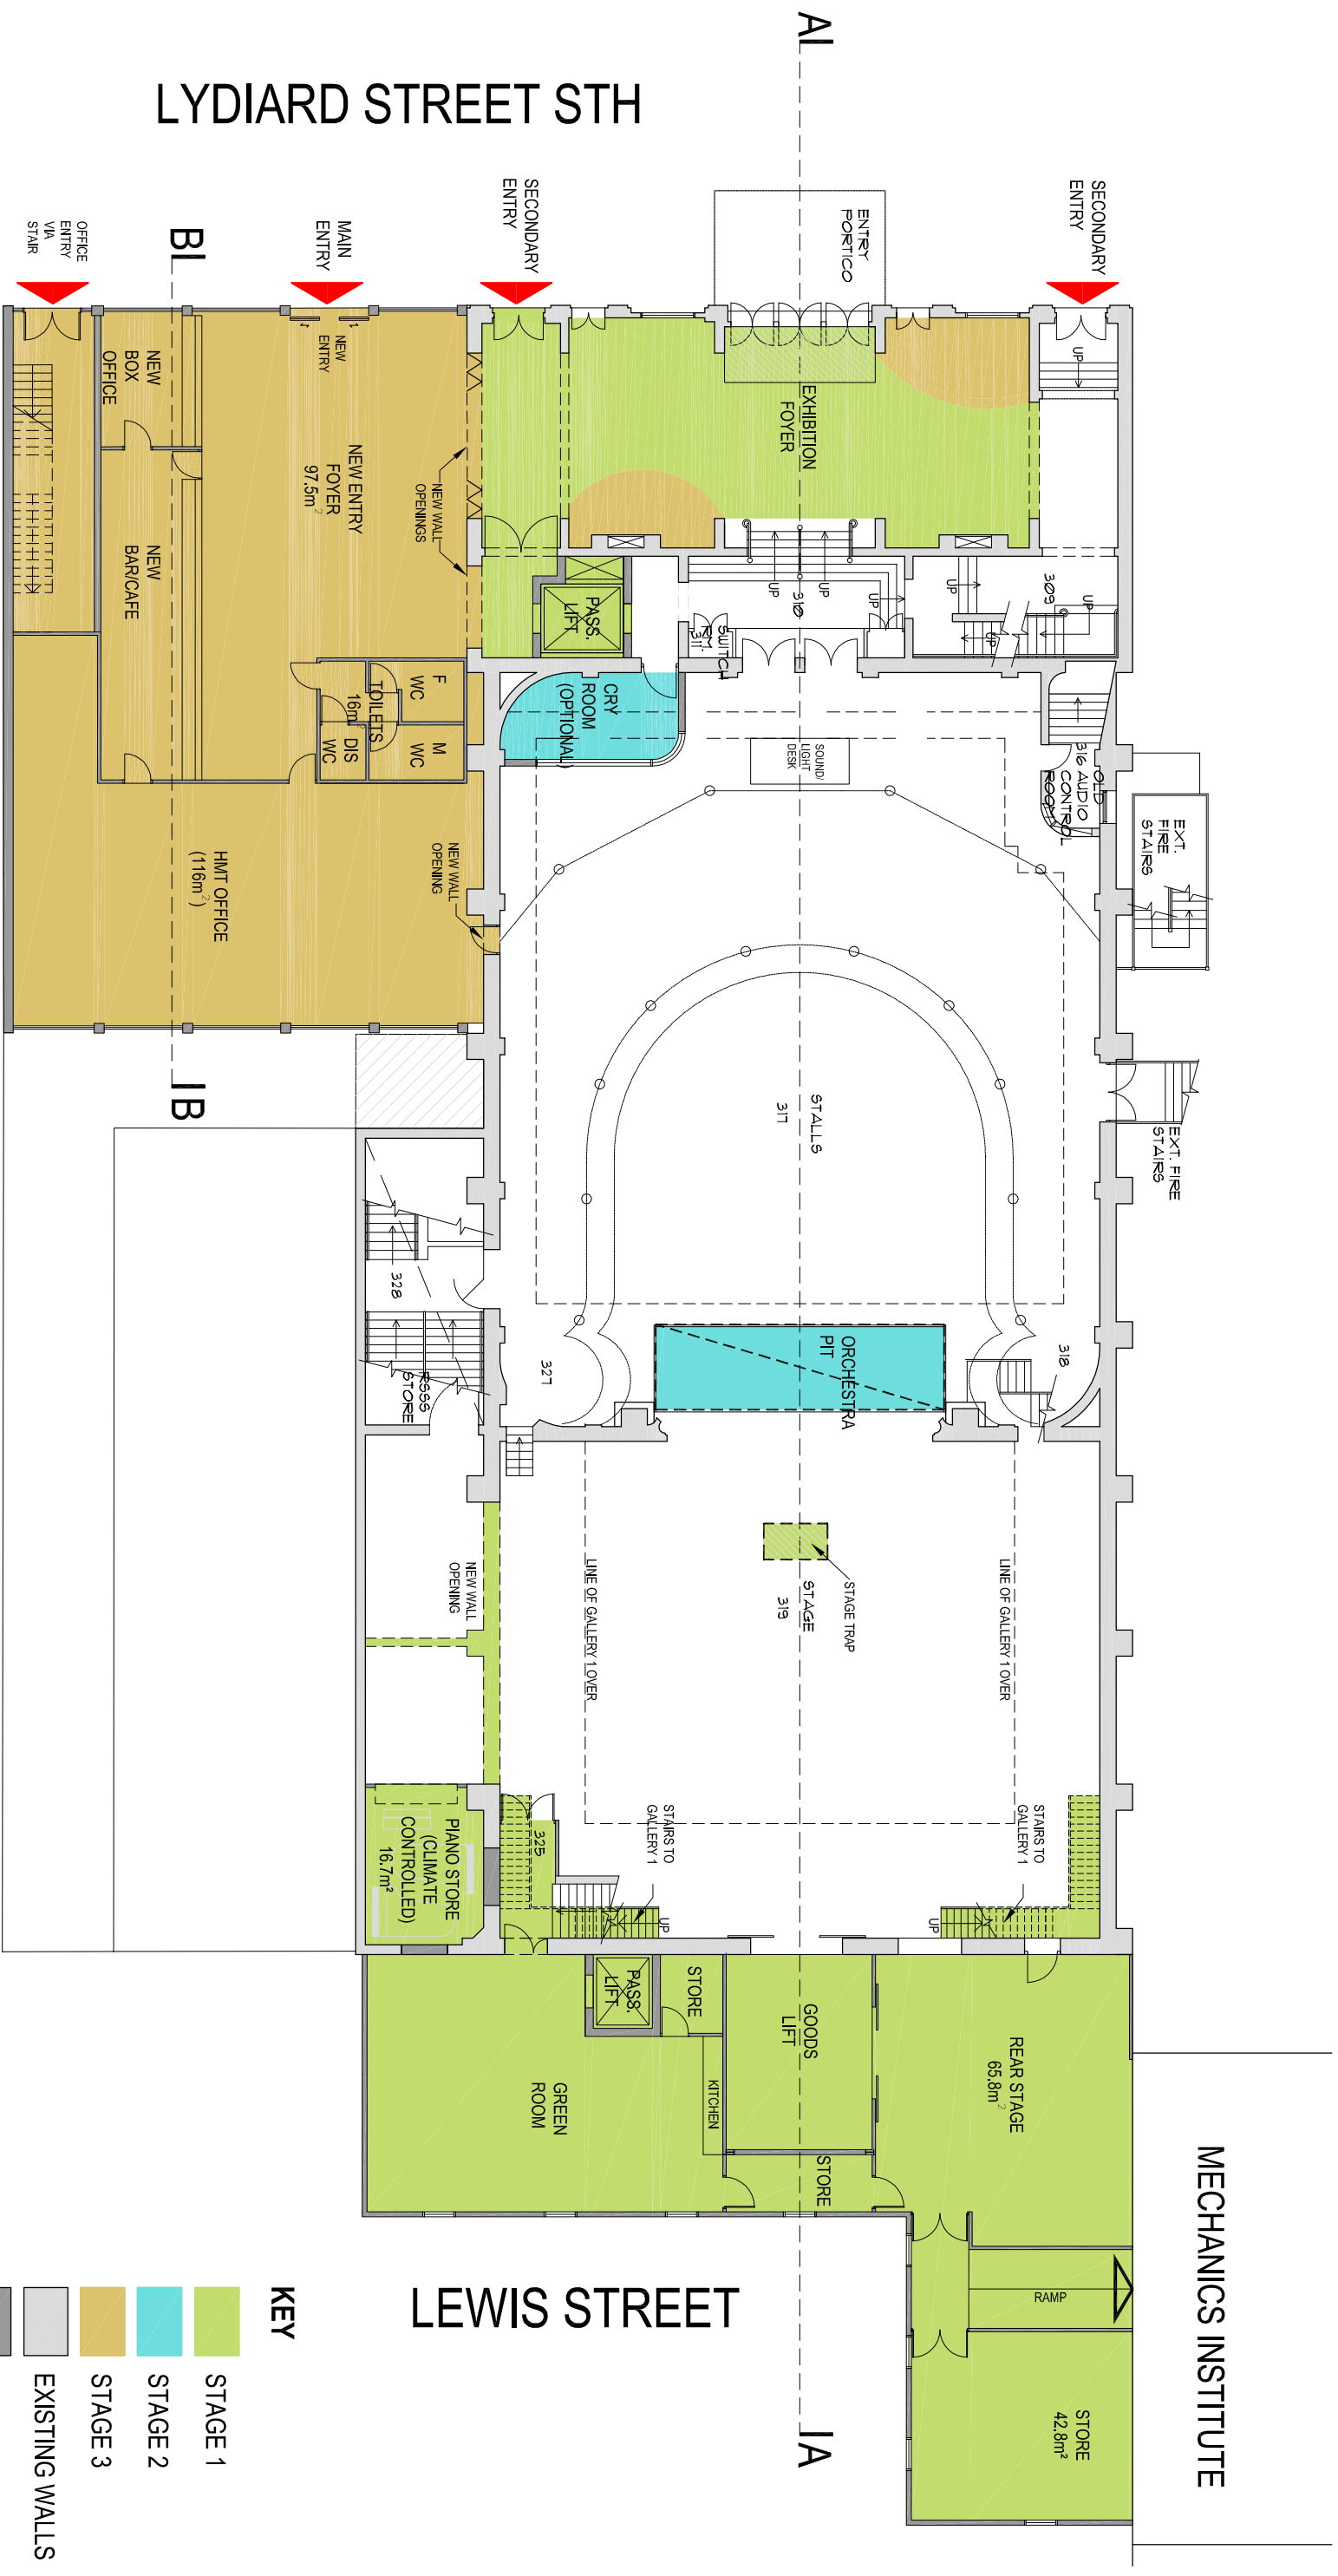 LYDIARD STREET STH
A
SECONDARY
ENTRY
ENTRY
PORTICO
SECONDARY
ENTRY
MAIN
ENTRY
B
OFFICE
ENTRY
VIA
STAIR
UP
EXHIBITION
FOYER
NEW
ENTRY
NEW
BOX
OFFICE
NEW ENTRY
FOYER
97.5m²
NEW WALL
OPENINGS
NEW
BAR/CAFE
PASS.
LIFT
UP
UP
310
UP
UP
309
UP
UP
SWITCH
RM.
311
F
WC
M
WC
TOILETS
16m²
DIS
WC
CRY
ROOM
(OPTIONAL)
SOUND/
LIGHT
DESK
OLD
316 AUDIO
CONTROL
ROOM
EXT.
FIRE
STAIRS
HMT OFFICE
(116m²)
NEW WALL
OPENING
B
STALLS
317
EXT. FIRE
STAIRS
328
RSSS
STORE
327
318
ORCHESTRA
PIT
NEW WALL
OPENING
LINE OF GALLERY 1 OVER
STAGE TRAP
STAGE
319
LINE OF GALLERY 1 OVER
PIANO STORE
(CLIMATE
CONTROLLED)
16.7m²
325
STAIRS TO
GALLERY 1
UP
STAIRS TO
GALLERY 1
UP
PASS.
LIFT
STORE
GOODS
LIFT
REAR STAGE
65.8m²
GREEN
ROOM
KITCHEN
STORE
RAMP
STORE
42.8m²
MECHANICS INSTITUTE
LEWIS STREET
A
KEY
STAGE 1
STAGE 2
STAGE 3
EXISTING WALLS